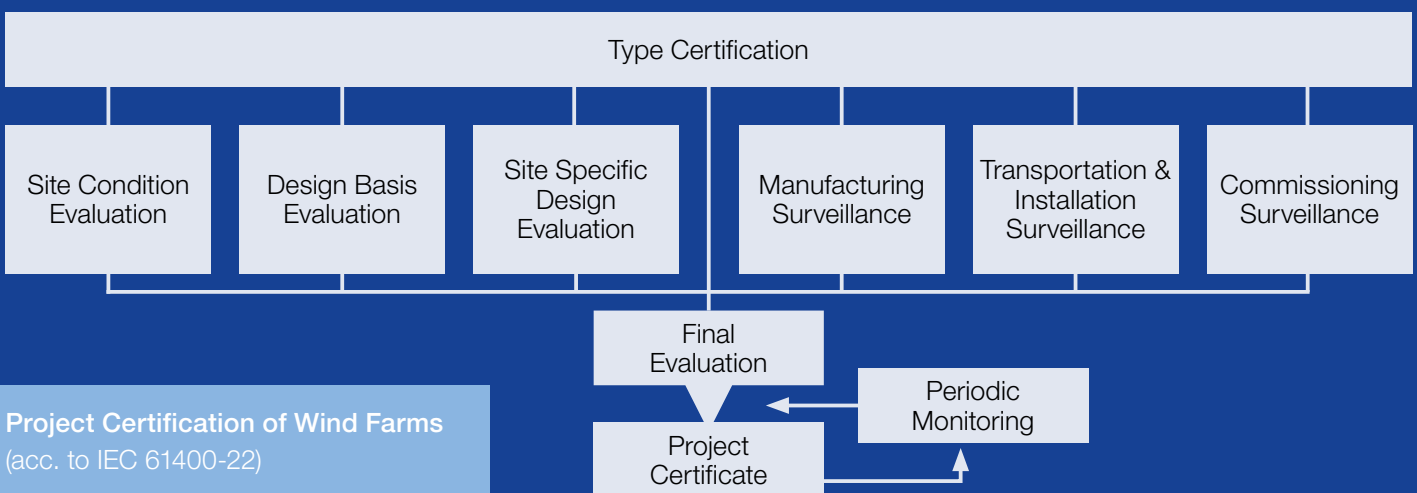 Type Certification
Site Condition
Evaluation
Design Basis
Evaluation
Site Specific
Design
Evaluation
Manufacturing
Surveillance
Transportation &
Installation
Surveillance
Commissioning
Surveillance
Final
Evaluation
Periodic
Monitoring
Project
Certificate
Project Certification of Wind Farms
(acc. to IEC 61400-22)